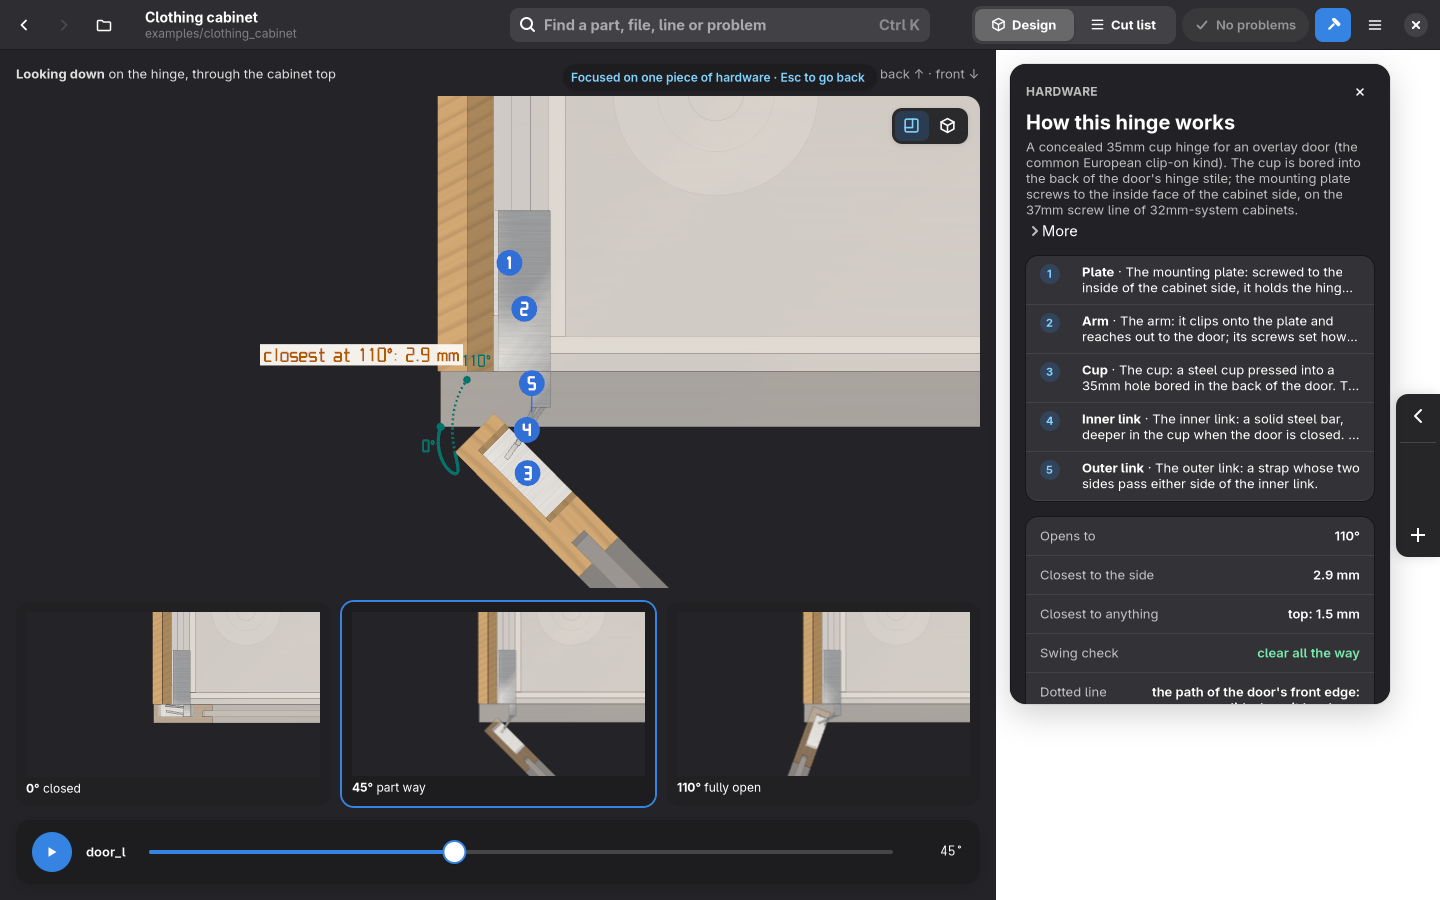 Clothing cabinet
examples/clothing_cabinet
Find a part, file, line or problem
Ctrl K
Design
Cut list
No problems
Looking down on the hinge, through the cabinet top
Focused on one piece of hardware · Esc to go back
back ↑ · front ↓
1
2
closest at 110°: 2.9 mm
110°
5
4
0°
3
0° closed
45° part way
110° fully open
door_l
45°
HARDWARE
How this hinge works
A concealed 35mm cup hinge for an overlay door (the
common European clip-on kind). The cup is bored into
the back of the door's hinge stile; the mounting plate
screws to the inside face of the cabinet side, on the
37mm screw line of 32mm-system cabinets.
More
1 Plate · The mounting plate: screwed to the
inside of the cabinet side, it holds the hing...
2 Arm · The arm: it clips onto the plate and
reaches out to the door; its screws set how...
3 Cup · The cup: a steel cup pressed into a
35mm hole bored in the back of the door. T...
4 Inner link · The inner link: a solid steel bar,
deeper in the cup when the door is closed. ...
5 Outer link · The outer link: a strap whose two
sides pass either side of the inner link.
Opens to 110°
Closest to the side 2.9 mm
Closest to anything top: 1.5 mm
Swing check clear all the way
Dotted line the path of the door's front edge: